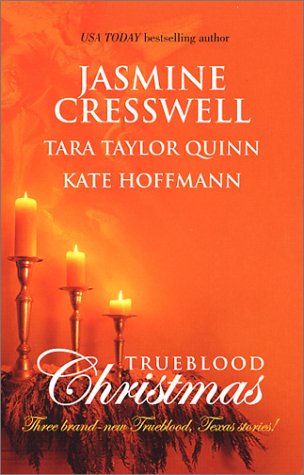 USA TODAY bestselling author
JASMINE
CRESSWELL
TARA TAYLOR QUINN
KATE HOFFMANN
TRUEBLOOD
Christmas
Three brand-new Trueblood, Texas stories!